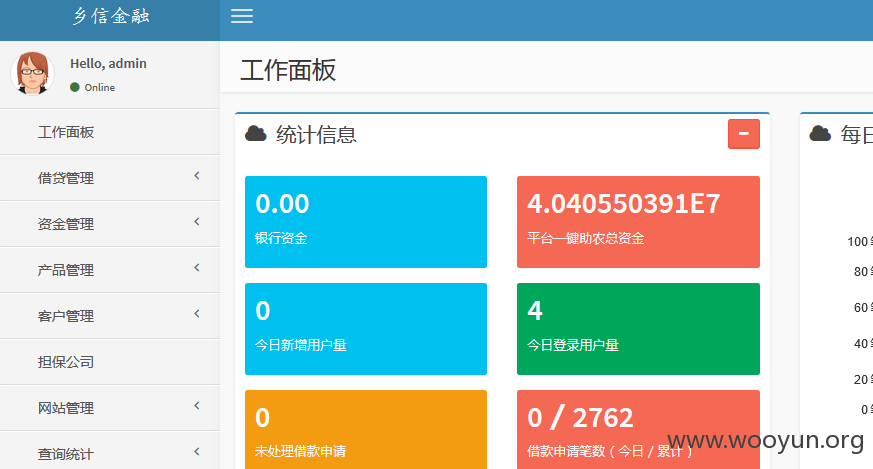 乡信金融
Hello, admin
Online
工作面板
借贷管理
资金管理
产品管理
客户管理
担保公司
网站管理
查询统计
工作面板
统计信息
0.00
银行资金
4.040550391E7
平台一键助农总资金
0
今日新增用户量
4
今日登录用户量
0
未处理借款申请
0 / 2762
借款申请笔数（今日 / 累计 ）
每日
100
80
60
40
20
0
www.wooyun.org